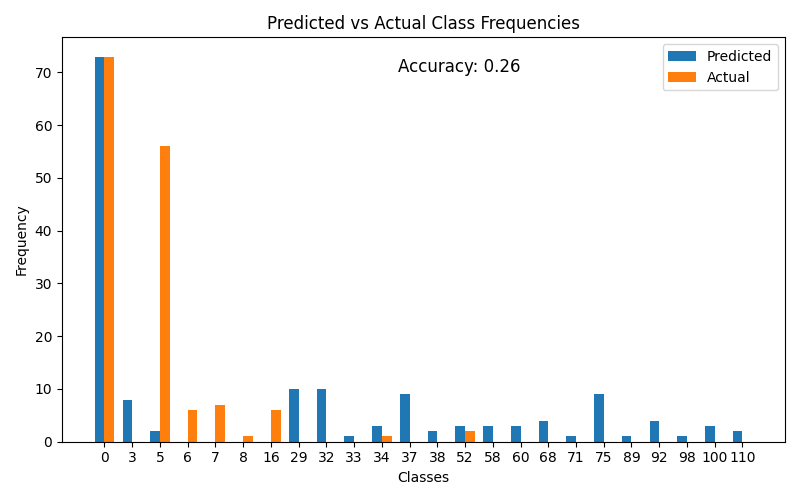 Predicted vs Actual Class Frequencies
Accuracy: 0.26
Predicted
Actual
Frequency
70
60
50
40
30
20
10
0
0 3 5 6 7 8 16 29 32 33 34 37 38 52 58 60 68 71 75 89 92 98 100 110
Classes